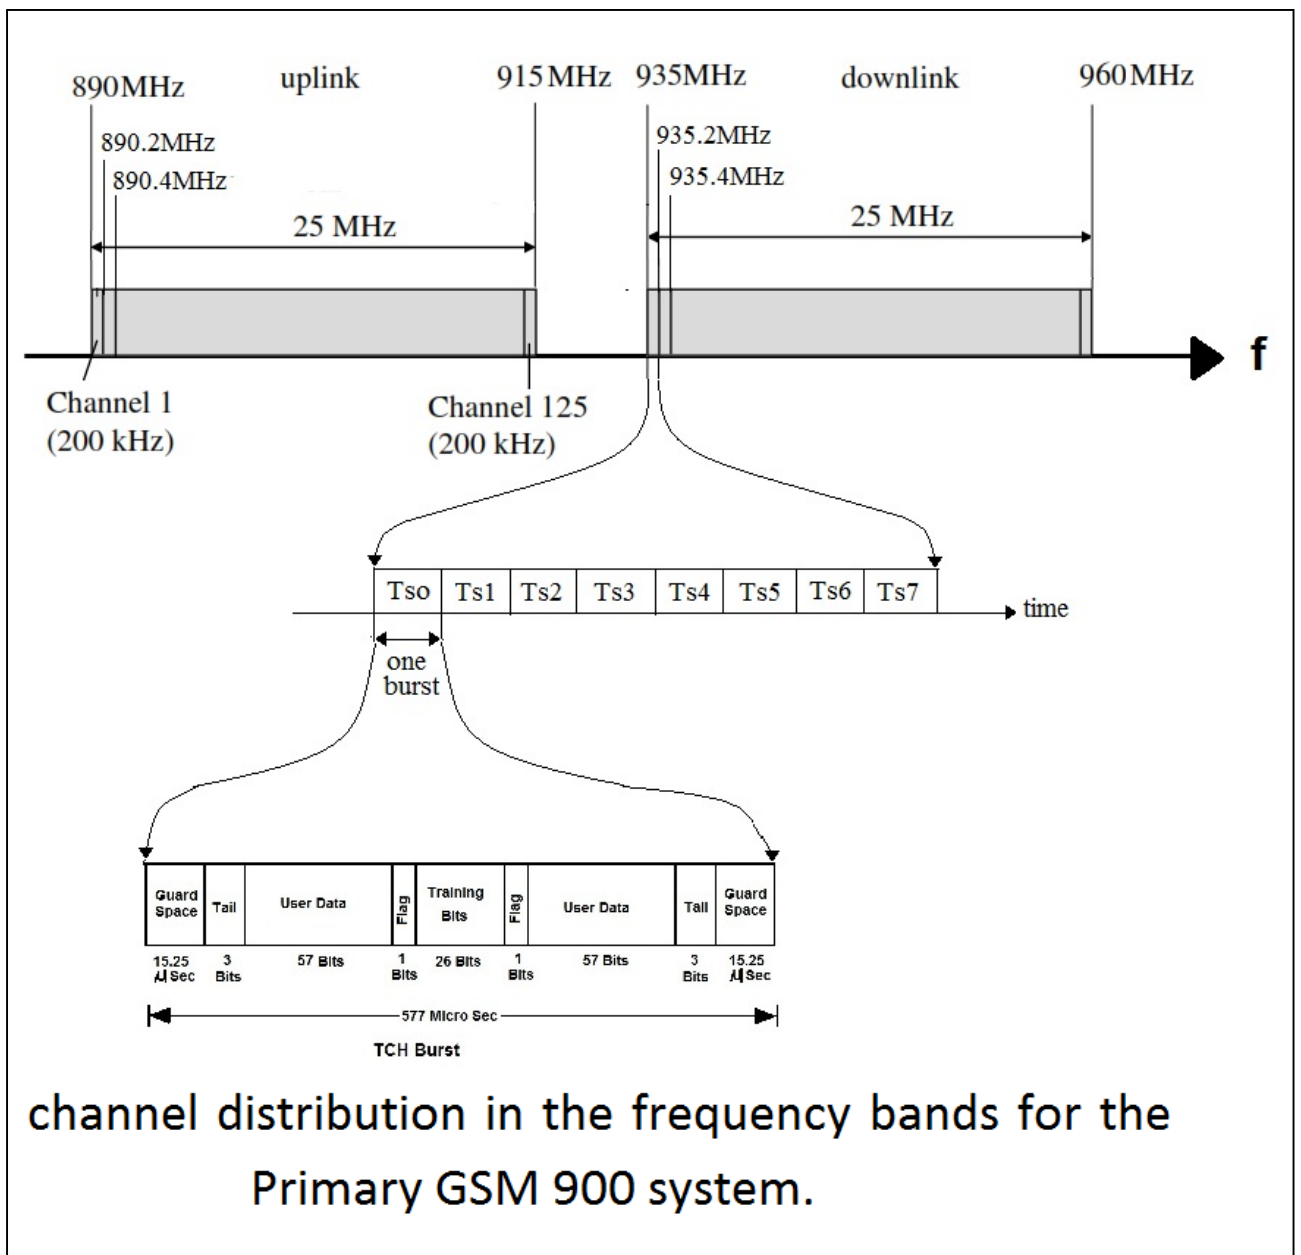 890MHz uplink 915MHz 935MHz downlink 960MHz
890.2MHz 935.2MHz
890.4MHz 935.4MHz
25 MHz 25 MHz
f
Channel 1
(200 kHz)
Channel 125
(200 kHz)
Tso Ts1 Ts2 Ts3 Ts4 Ts5 Ts6 Ts7
time
one
burst
Guard
Space
Tail
User Data
Flag
Training
Bits
Flag
User Data
Tail
Guard
Space
15.25
µ Sec
3
Bits
57 Bits
1
Bits
26 Bits
1
Bits
57 Bits
3
Bits
15.25
µ Sec
577 Micro Sec
TCH Burst
channel distribution in the frequency bands for the
Primary GSM 900 system.